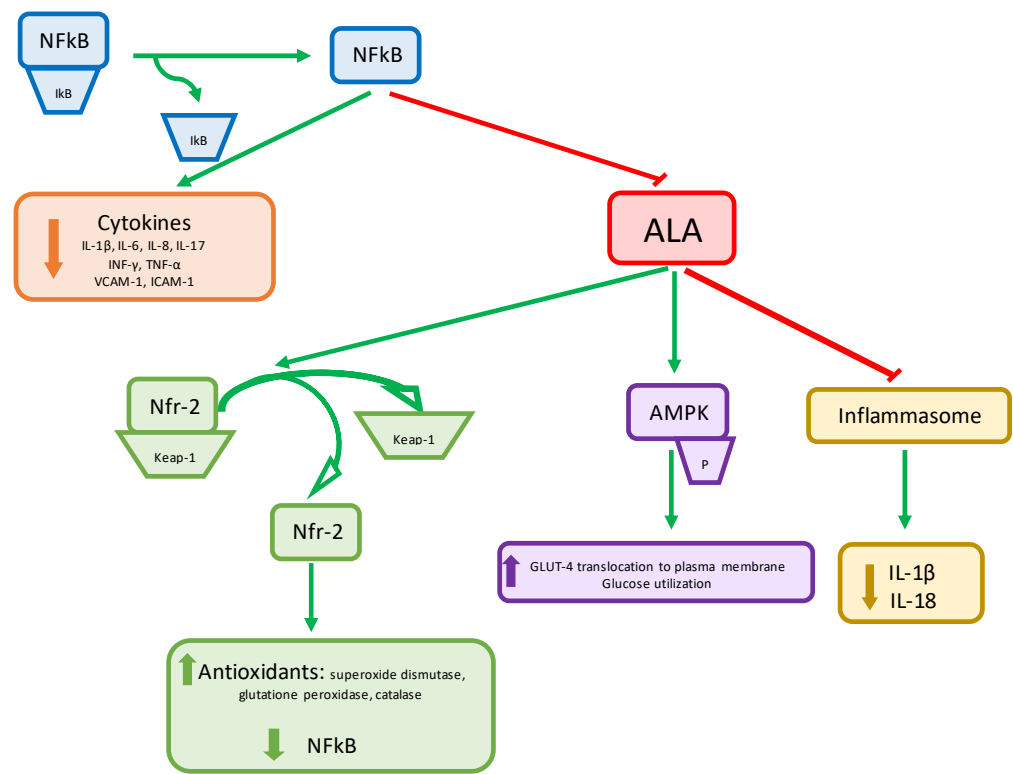 NFkB
IkB
NFkB
IkB
Cytokines
IL-1β, IL-6, IL-8, IL-17
INF-γ, TNF-α
VCAM-1, ICAM-1
ALA
Nfr-2
Keap-1
Keap-1
AMPK
P
Inflammasome
Nfr-2
GLUT-4 translocation to plasma membrane
Glucose utilization
IL-1β
IL-18
Antioxidants: superoxide dismutase,
glutatione peroxidase, catalase
NFkB